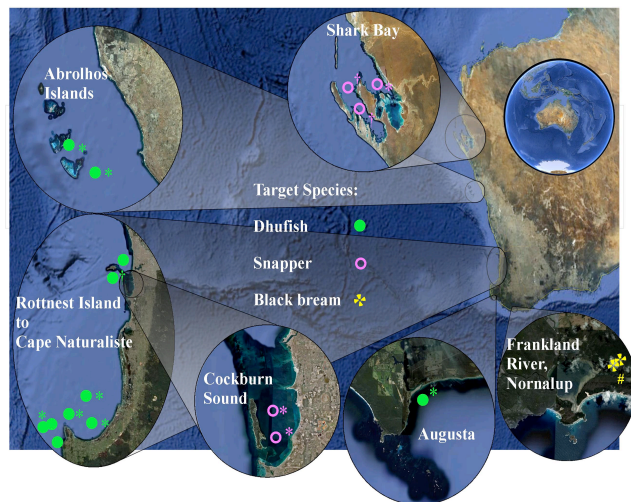 Shark Bay
Abrolhos
Islands
Target Species:
Dhufish
Snapper
Black bream
Rottnest Island
to
Cape Naturaliste
Cockburn
Sound
Augusta
Frankland
River,
Nornalup
#